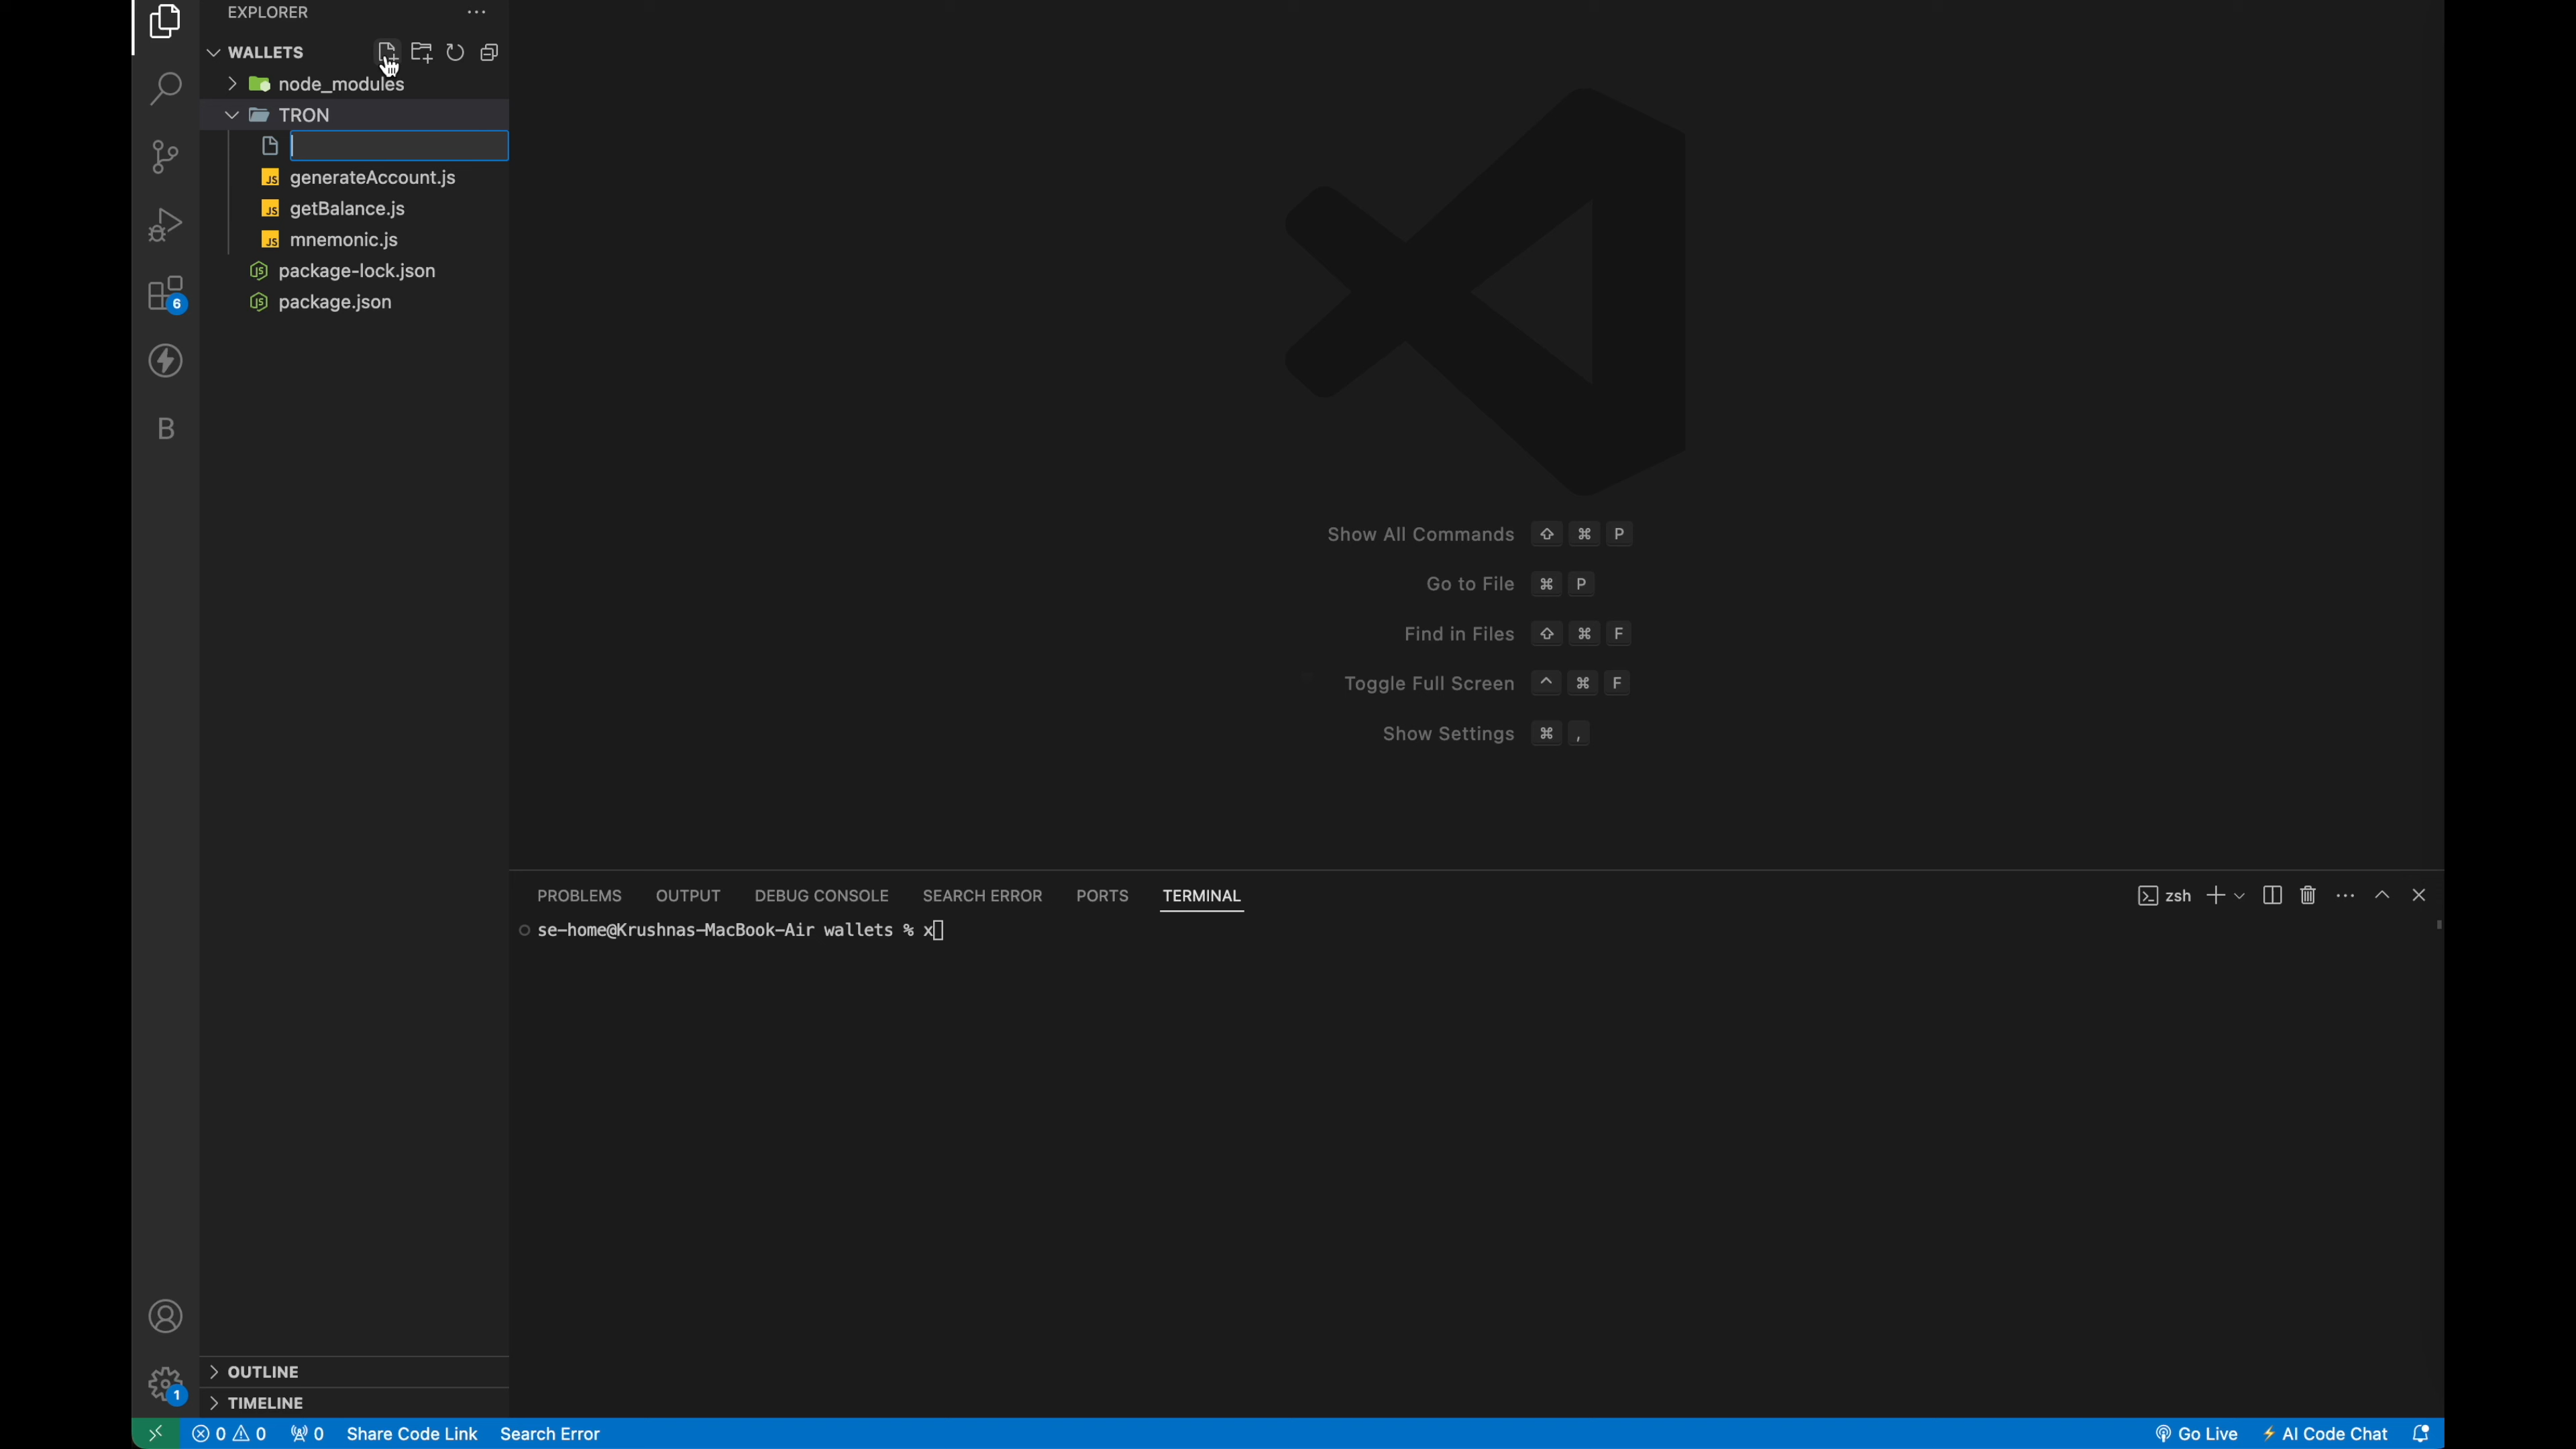 EXPLORER
WALLETS
node_modules
TRON
generateAccount.js
getBalance.js
mnemonic.js
package-lock.json
package.json
6
B
Show All Commands ⇧ ⌘ P
Go to File ⌘ P
Find in Files ⇧ ⌘ F
Toggle Full Screen ^ ⌘ F
Show Settings ⌘ ,
PROBLEMS OUTPUT DEBUG CONSOLE SEARCH ERROR PORTS TERMINAL zsh
se-home@Krushnas-MacBook-Air wallets % x
OUTLINE
1
TIMELINE
0 0 0 Share Code Link Search Error Go Live AI Code Chat